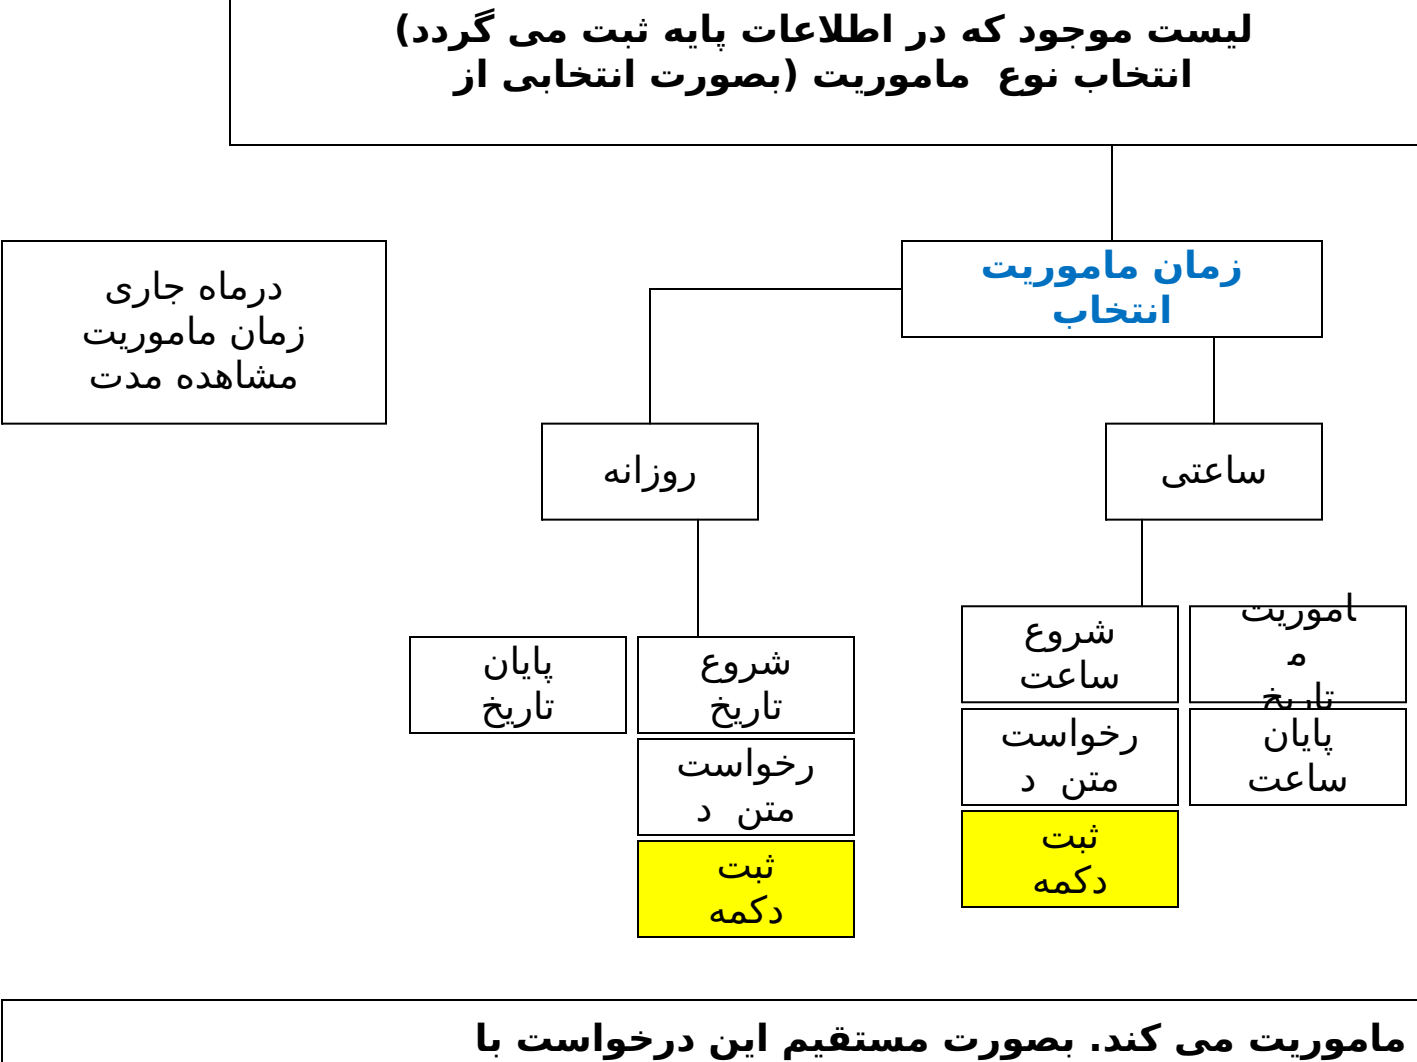 لیست موجود که در اطلاعات پایه ثبت می گردد)
انتخاب نوع  ماموریت (بصورت انتخابی از
زمان ماموریت
انتخاب
درماه جاری
زمان ماموریت
مشاهده مدت
روزانه
ساعتی
اموریت
م
تاریخ
شروع
ساعت
پایان
ساعت
رخواست
متن  د
ثبت
دکمه
شروع
تاریخ
پایان
تاریخ
رخواست
متن  د
ثبت
دکمه
ماموریت می کند. بصورت مستقیم این درخواست با